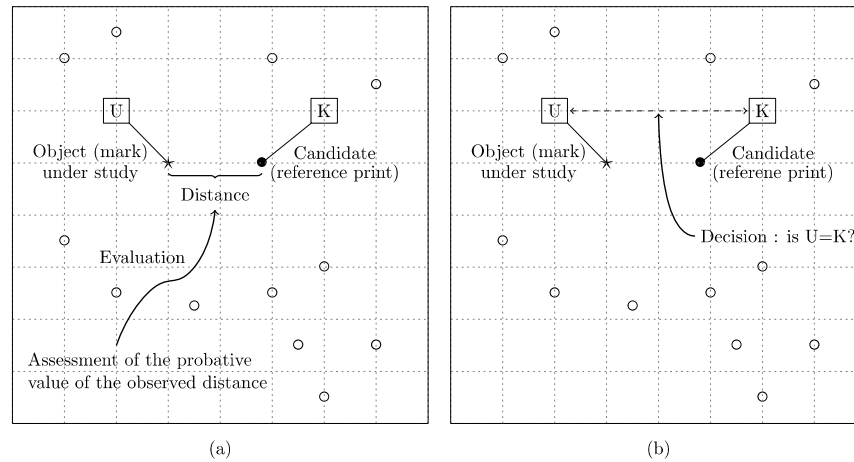 U
K
Object (mark)
under study
Candidate
(reference print)
Distance
Evaluation
Assessment of the probative
value of the observed distance
(a)
U
K
Object (mark)
under study
Candidate
(referene print)
Decision : is U=K?
(b)